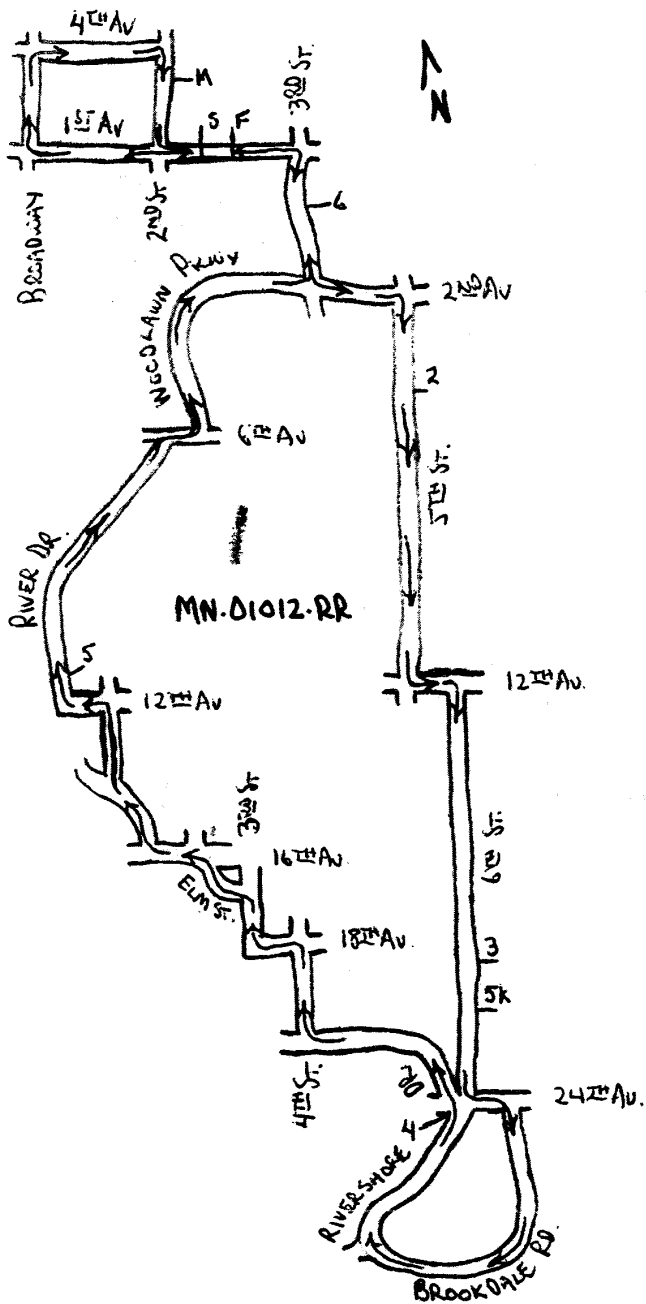 4TH AV
M
3RD ST.
N
1ST AV
S
F
BROADWAY
2ND ST.
6
WOODLAWN PKWY
2ND AV
2
6TH AV
5TH ST.
RIVER DR.
MN·01012·RR
5
12TH AV
12TH AV.
3RD ST
6TH ST.
16TH AV.
ELM ST.
18TH AV.
3
5K
4TH ST.
24TH AV.
4
RIVERSHORE DR
BROOKDALE RD.